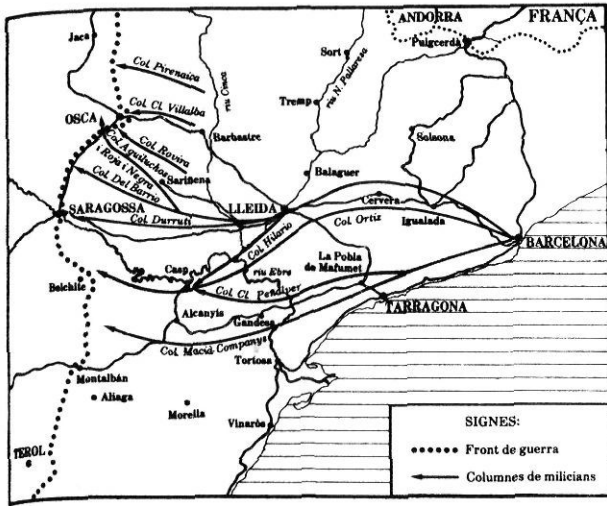 ANDORRA
FRANÇA
Jaca
Puigcerdà
Sort
Col. Pirenaica
riu Cinca
riu N. Pallaresa
Col. Cl. Villalba
Tremp
OSCA
Barbastre
Solsona
Col. Rovira
Col. Aguiluchos
i Roja i Negra
Sariñena
Balaguer
Col. Del Barrio
SARAGOSSA
LLEIDA
Cervera
Col. Durruti
Col. Ortiz
Igualada
Col. Hilario
BARCELONA
Casp
riu Ebre
La Pobla
de Mafumet
Belchite
Col. Cl. Penalver
Alcanyís
TARRAGONA
Gandesa
Col. Macià Companys
Tortosa
Montalbán
Aliaga
Morella
Vinaròs
TEROL
SIGNES:
Front de guerra
Columnes de milicians